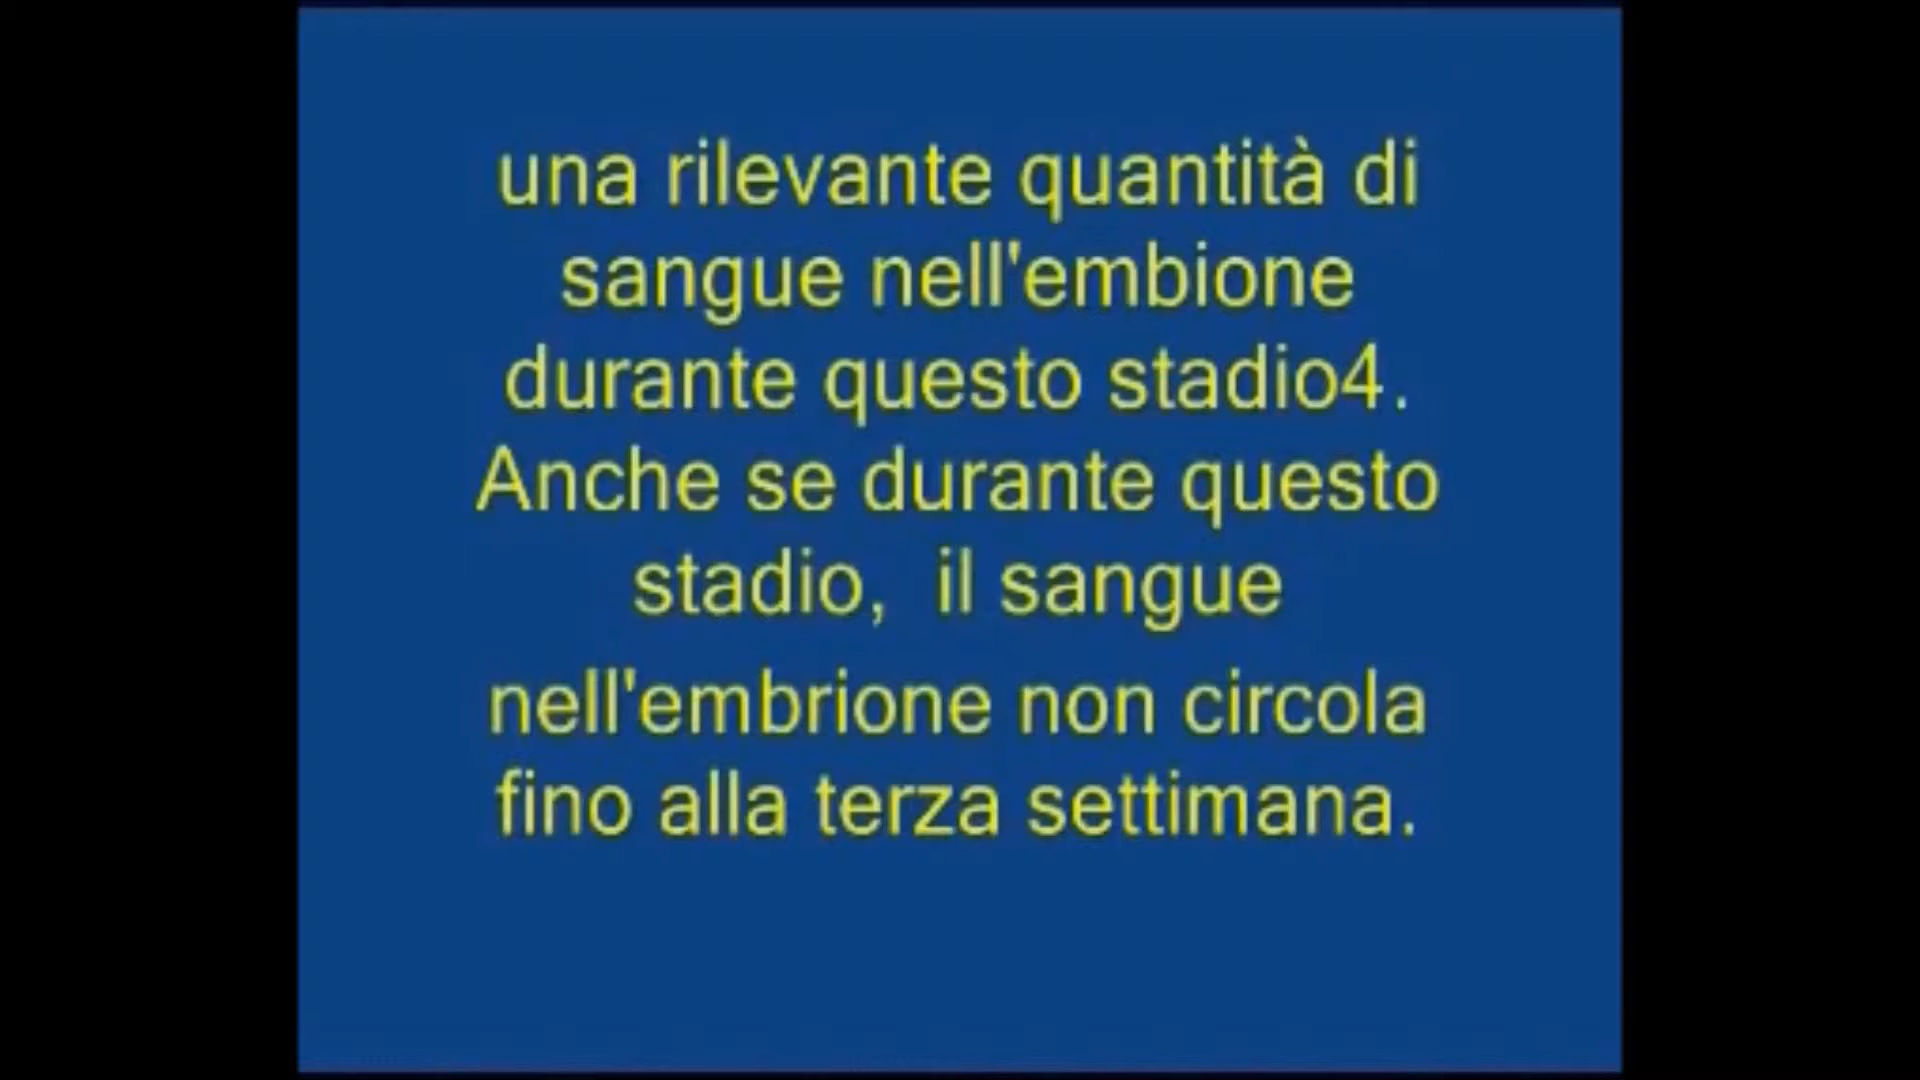 una rilevante quantità di
sangue nell'embione
durante questo stadio4.
Anche se durante questo
stadio,  il sangue
nell'embrione non circola
fino alla terza settimana.